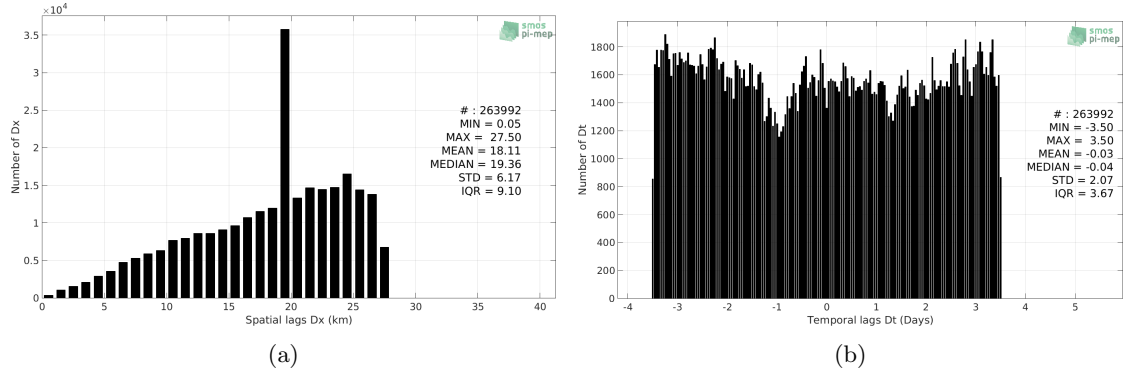 ×10⁴
3.5
3
2.5
2
1.5
1
0.5
0
Number of Dx
0 5 10 15 20 25 30 35 40
Spatial lags Dx (km)
smos
pi-mep
# : 263992
MIN = 0.05
MAX = 27.50
MEAN = 18.11
MEDIAN = 19.36
STD = 6.17
IQR = 9.10
(a)
1800
1600
1400
1200
1000
800
600
400
200
0
Number of Dt
-4 -3 -2 -1 0 1 2 3 4 5
Temporal lags Dt (Days)
smos
pi-mep
# : 263992
MIN = -3.50
MAX = 3.50
MEAN = -0.03
MEDIAN = -0.04
STD = 2.07
IQR = 3.67
(b)